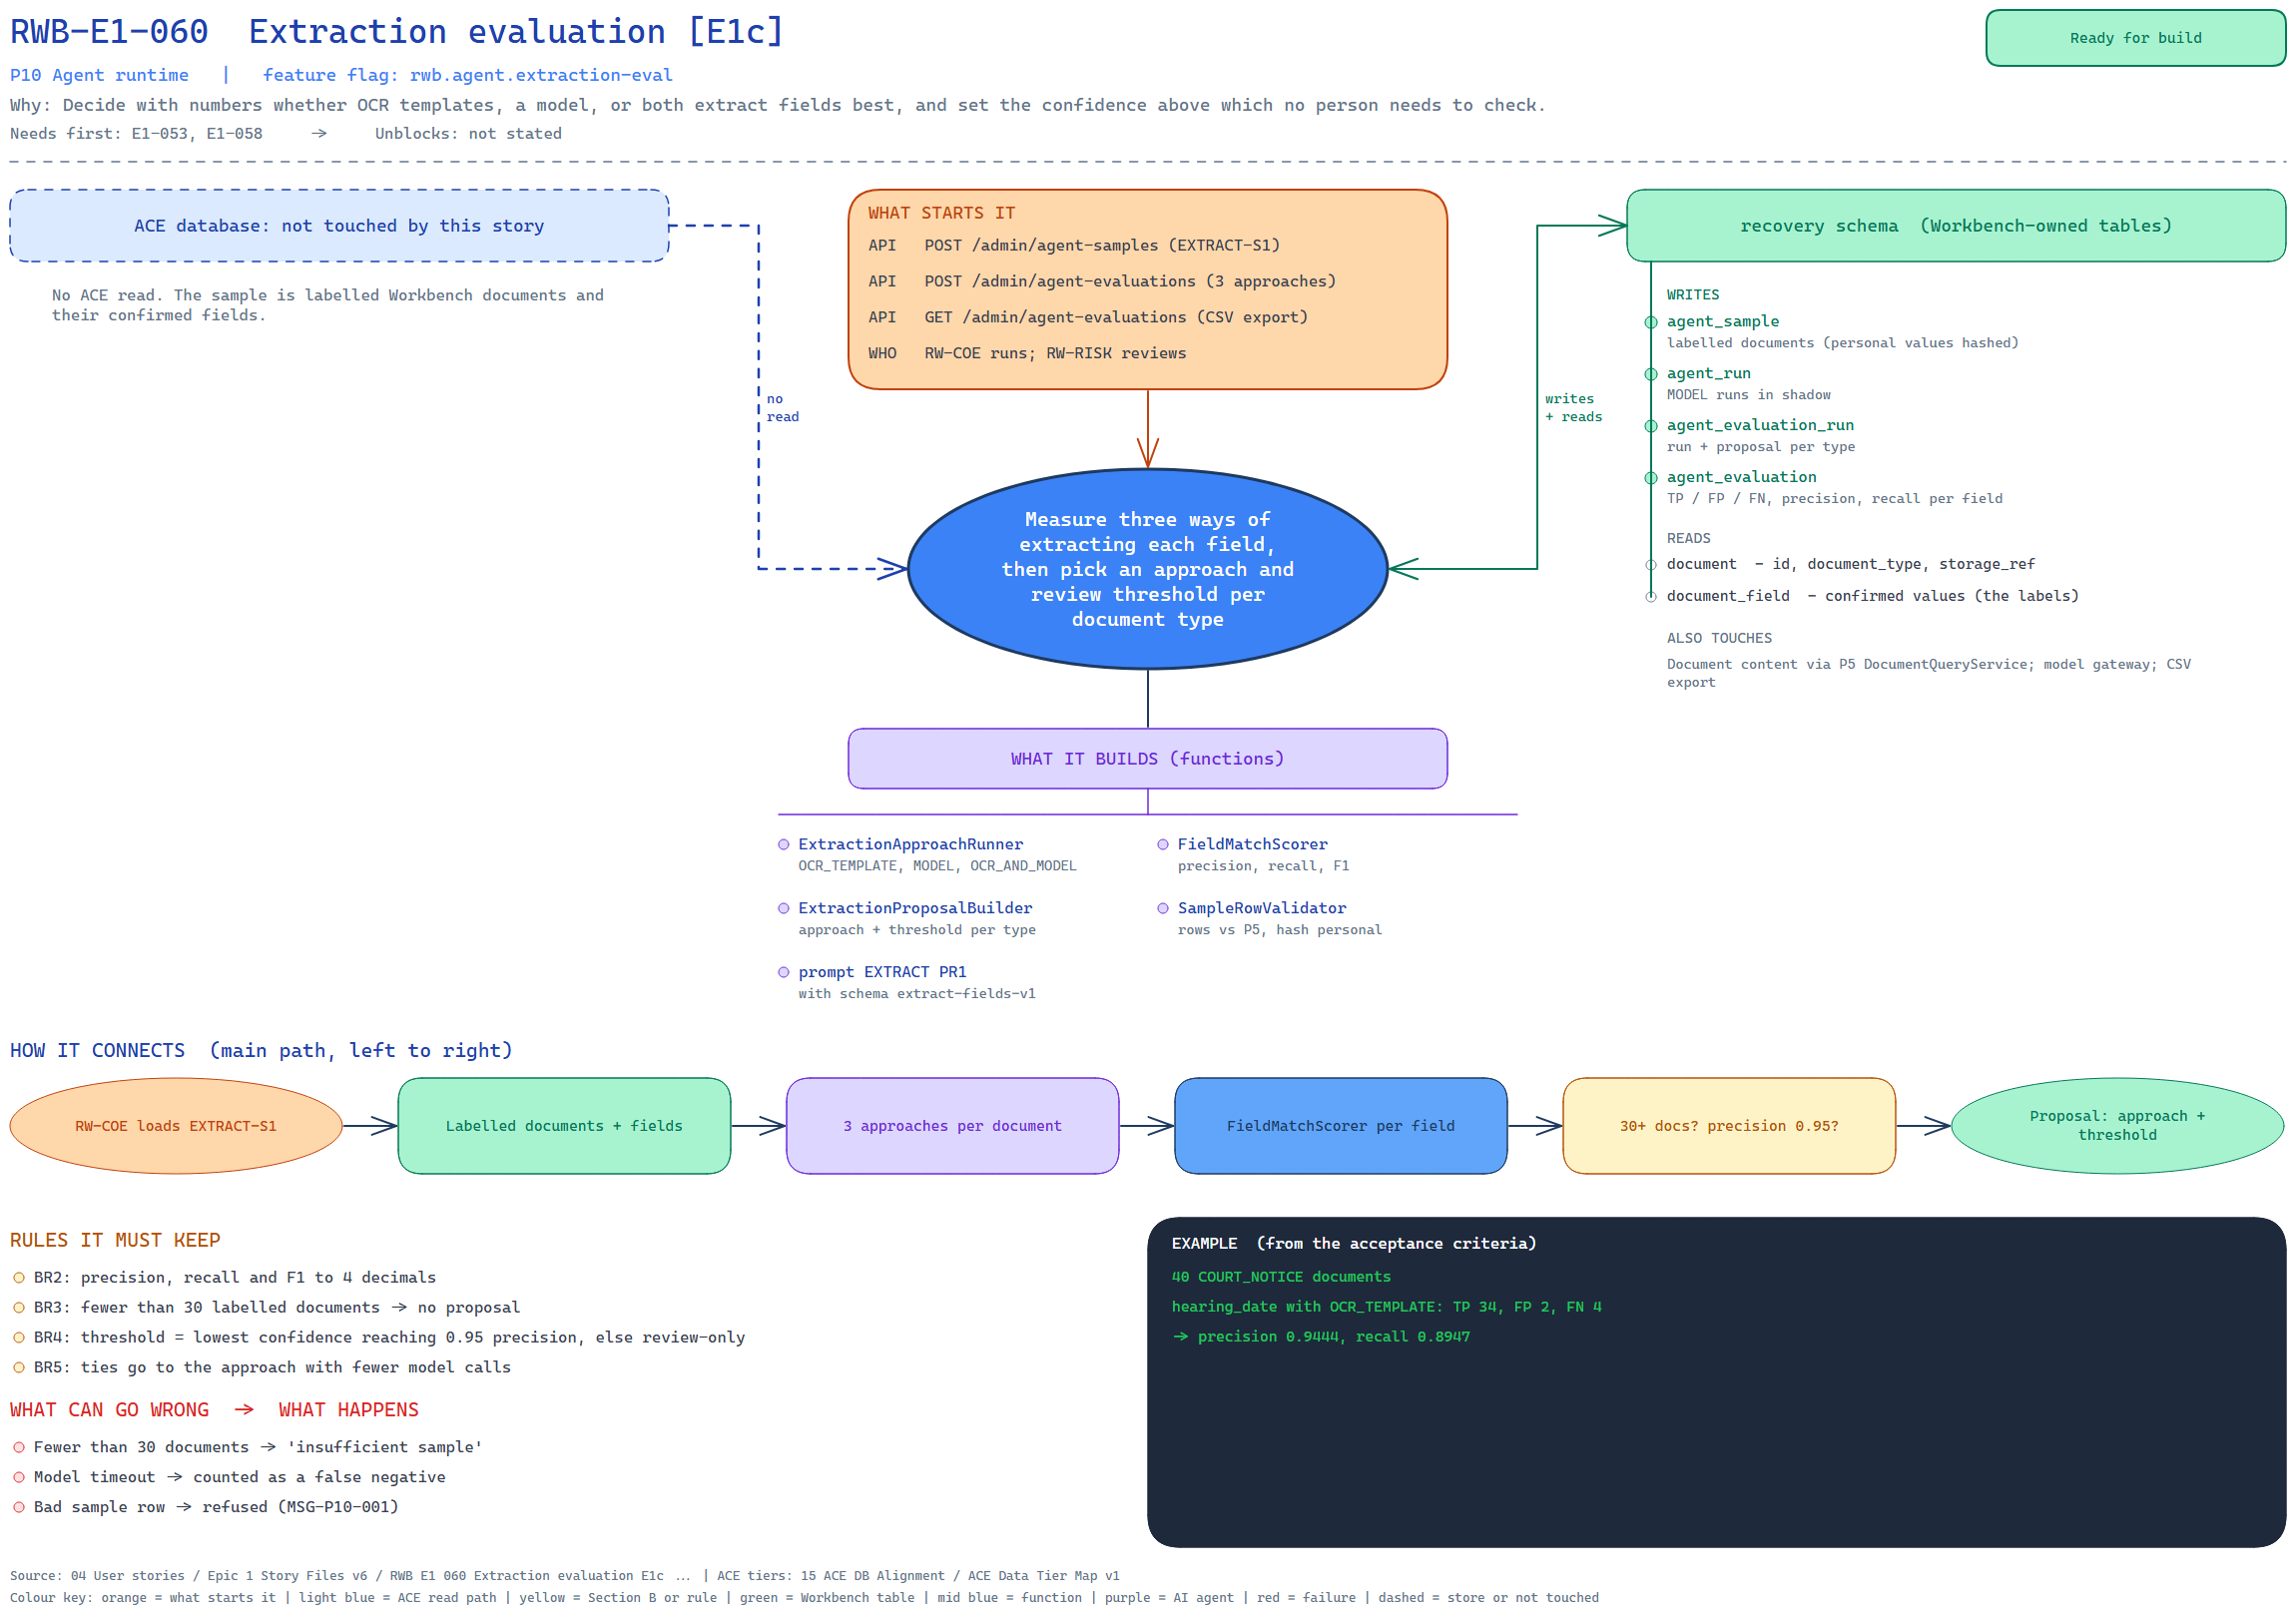 RWB-E1-060  Extraction evaluation [E1c]
Ready for build
P10 Agent runtime   |   feature flag: rwb.agent.extraction-eval
Why: Decide with numbers whether OCR templates, a model, or both extract fields best, and set the confidence above which no person needs to check.
Needs first: E1-053, E1-058     →     Unblocks: not stated
ACE database: not touched by this story
No ACE read. The sample is labelled Workbench documents and
their confirmed fields.
no
read
WHAT STARTS IT
API   POST /admin/agent-samples (EXTRACT-S1)
API   POST /admin/agent-evaluations (3 approaches)
API   GET /admin/agent-evaluations (CSV export)
WHO   RW-COE runs; RW-RISK reviews
writes
+ reads
recovery schema  (Workbench-owned tables)
WRITES
agent_sample
labelled documents (personal values hashed)
agent_run
MODEL runs in shadow
agent_evaluation_run
run + proposal per type
agent_evaluation
TP / FP / FN, precision, recall per field
READS
document  - id, document_type, storage_ref
document_field  - confirmed values (the labels)
ALSO TOUCHES
Document content via P5 DocumentQueryService; model gateway; CSV
export
Measure three ways of
extracting each field,
then pick an approach and
review threshold per
document type
WHAT IT BUILDS (functions)
ExtractionApproachRunner
OCR_TEMPLATE, MODEL, OCR_AND_MODEL
FieldMatchScorer
precision, recall, F1
ExtractionProposalBuilder
approach + threshold per type
SampleRowValidator
rows vs P5, hash personal
prompt EXTRACT PR1
with schema extract-fields-v1
HOW IT CONNECTS  (main path, left to right)
RW-COE loads EXTRACT-S1
Labelled documents + fields
3 approaches per document
FieldMatchScorer per field
30+ docs? precision 0.95?
Proposal: approach +
threshold
RULES IT MUST KEEP
BR2: precision, recall and F1 to 4 decimals
BR3: fewer than 30 labelled documents → no proposal
BR4: threshold = lowest confidence reaching 0.95 precision, else review-only
BR5: ties go to the approach with fewer model calls
WHAT CAN GO WRONG  →  WHAT HAPPENS
Fewer than 30 documents → 'insufficient sample'
Model timeout → counted as a false negative
Bad sample row → refused (MSG-P10-001)
EXAMPLE  (from the acceptance criteria)
40 COURT_NOTICE documents
hearing_date with OCR_TEMPLATE: TP 34, FP 2, FN 4
→ precision 0.9444, recall 0.8947
Source: 04 User stories / Epic 1 Story Files v6 / RWB E1 060 Extraction evaluation E1c ... | ACE tiers: 15 ACE DB Alignment / ACE Data Tier Map v1
Colour key: orange = what starts it | light blue = ACE read path | yellow = Section B or rule | green = Workbench table | mid blue = function | purple = AI agent | red = failure | dashed = store or not touched